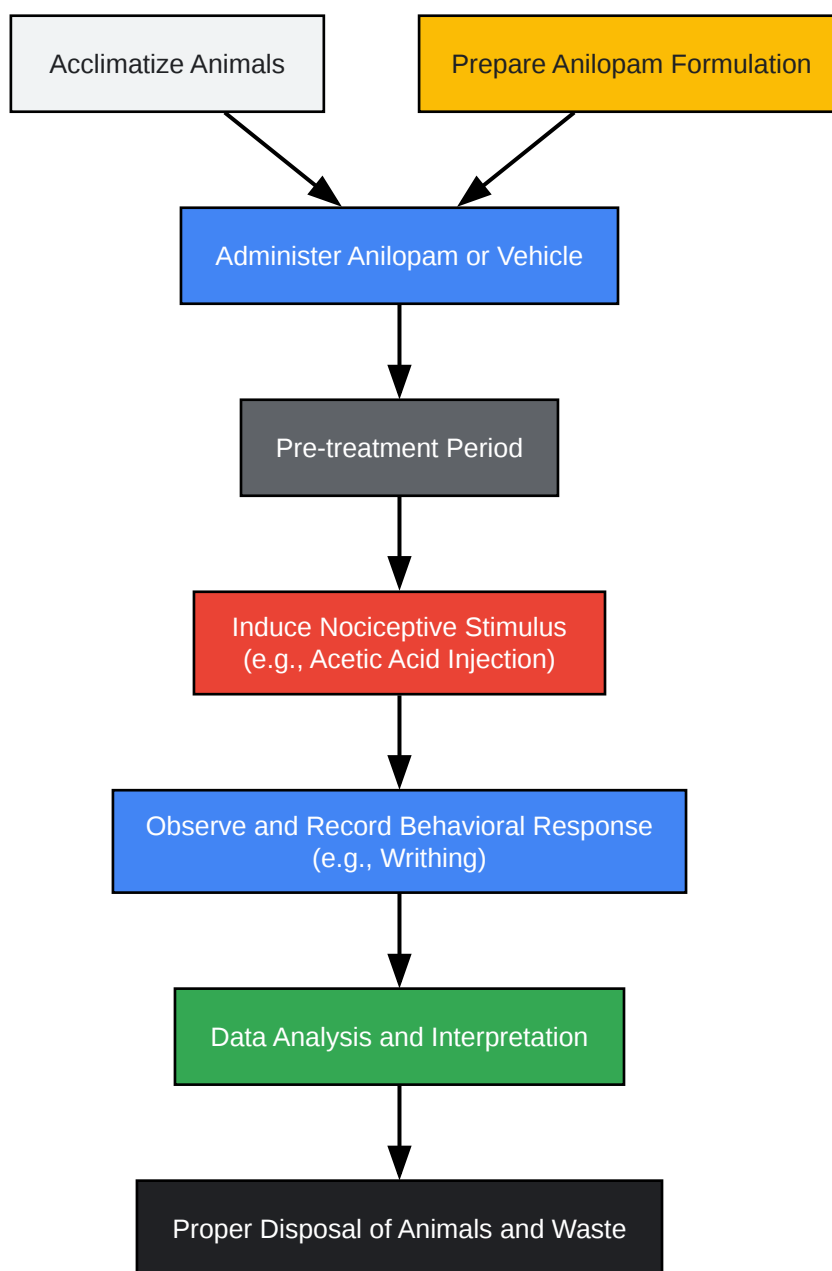 Acclimatize Animals
Prepare Anilopam Formulation
Administer Anilopam or Vehicle
Pre-treatment Period
Induce Nociceptive Stimulus
(e.g., Acetic Acid Injection)
Observe and Record Behavioral Response
(e.g., Writhing)
Data Analysis and Interpretation
Proper Disposal of Animals and Waste